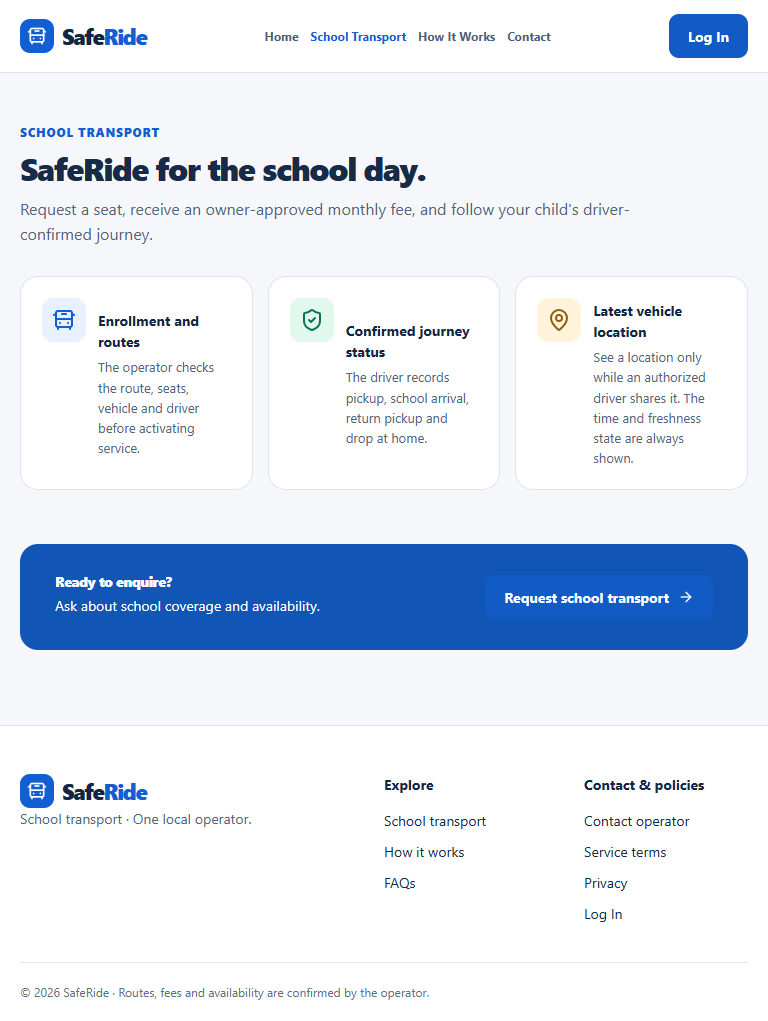 SafeRide
Home School Transport How It Works Contact
Log In
SCHOOL TRANSPORT
SafeRide for the school day.
Request a seat, receive an owner-approved monthly fee, and follow your child's driver-
confirmed journey.
Enrollment and
routes
The operator checks
the route, seats,
vehicle and driver
before activating
service.
Confirmed journey
status
The driver records
pickup, school arrival,
return pickup and
drop at home.
Latest vehicle
location
See a location only
while an authorized
driver shares it. The
time and freshness
state are always
shown.
Ready to enquire?
Ask about school coverage and availability.
Request school transport
SafeRide
School transport · One local operator.
Explore
School transport
How it works
FAQs
Contact & policies
Contact operator
Service terms
Privacy
Log In
© 2026 SafeRide · Routes, fees and availability are confirmed by the operator.